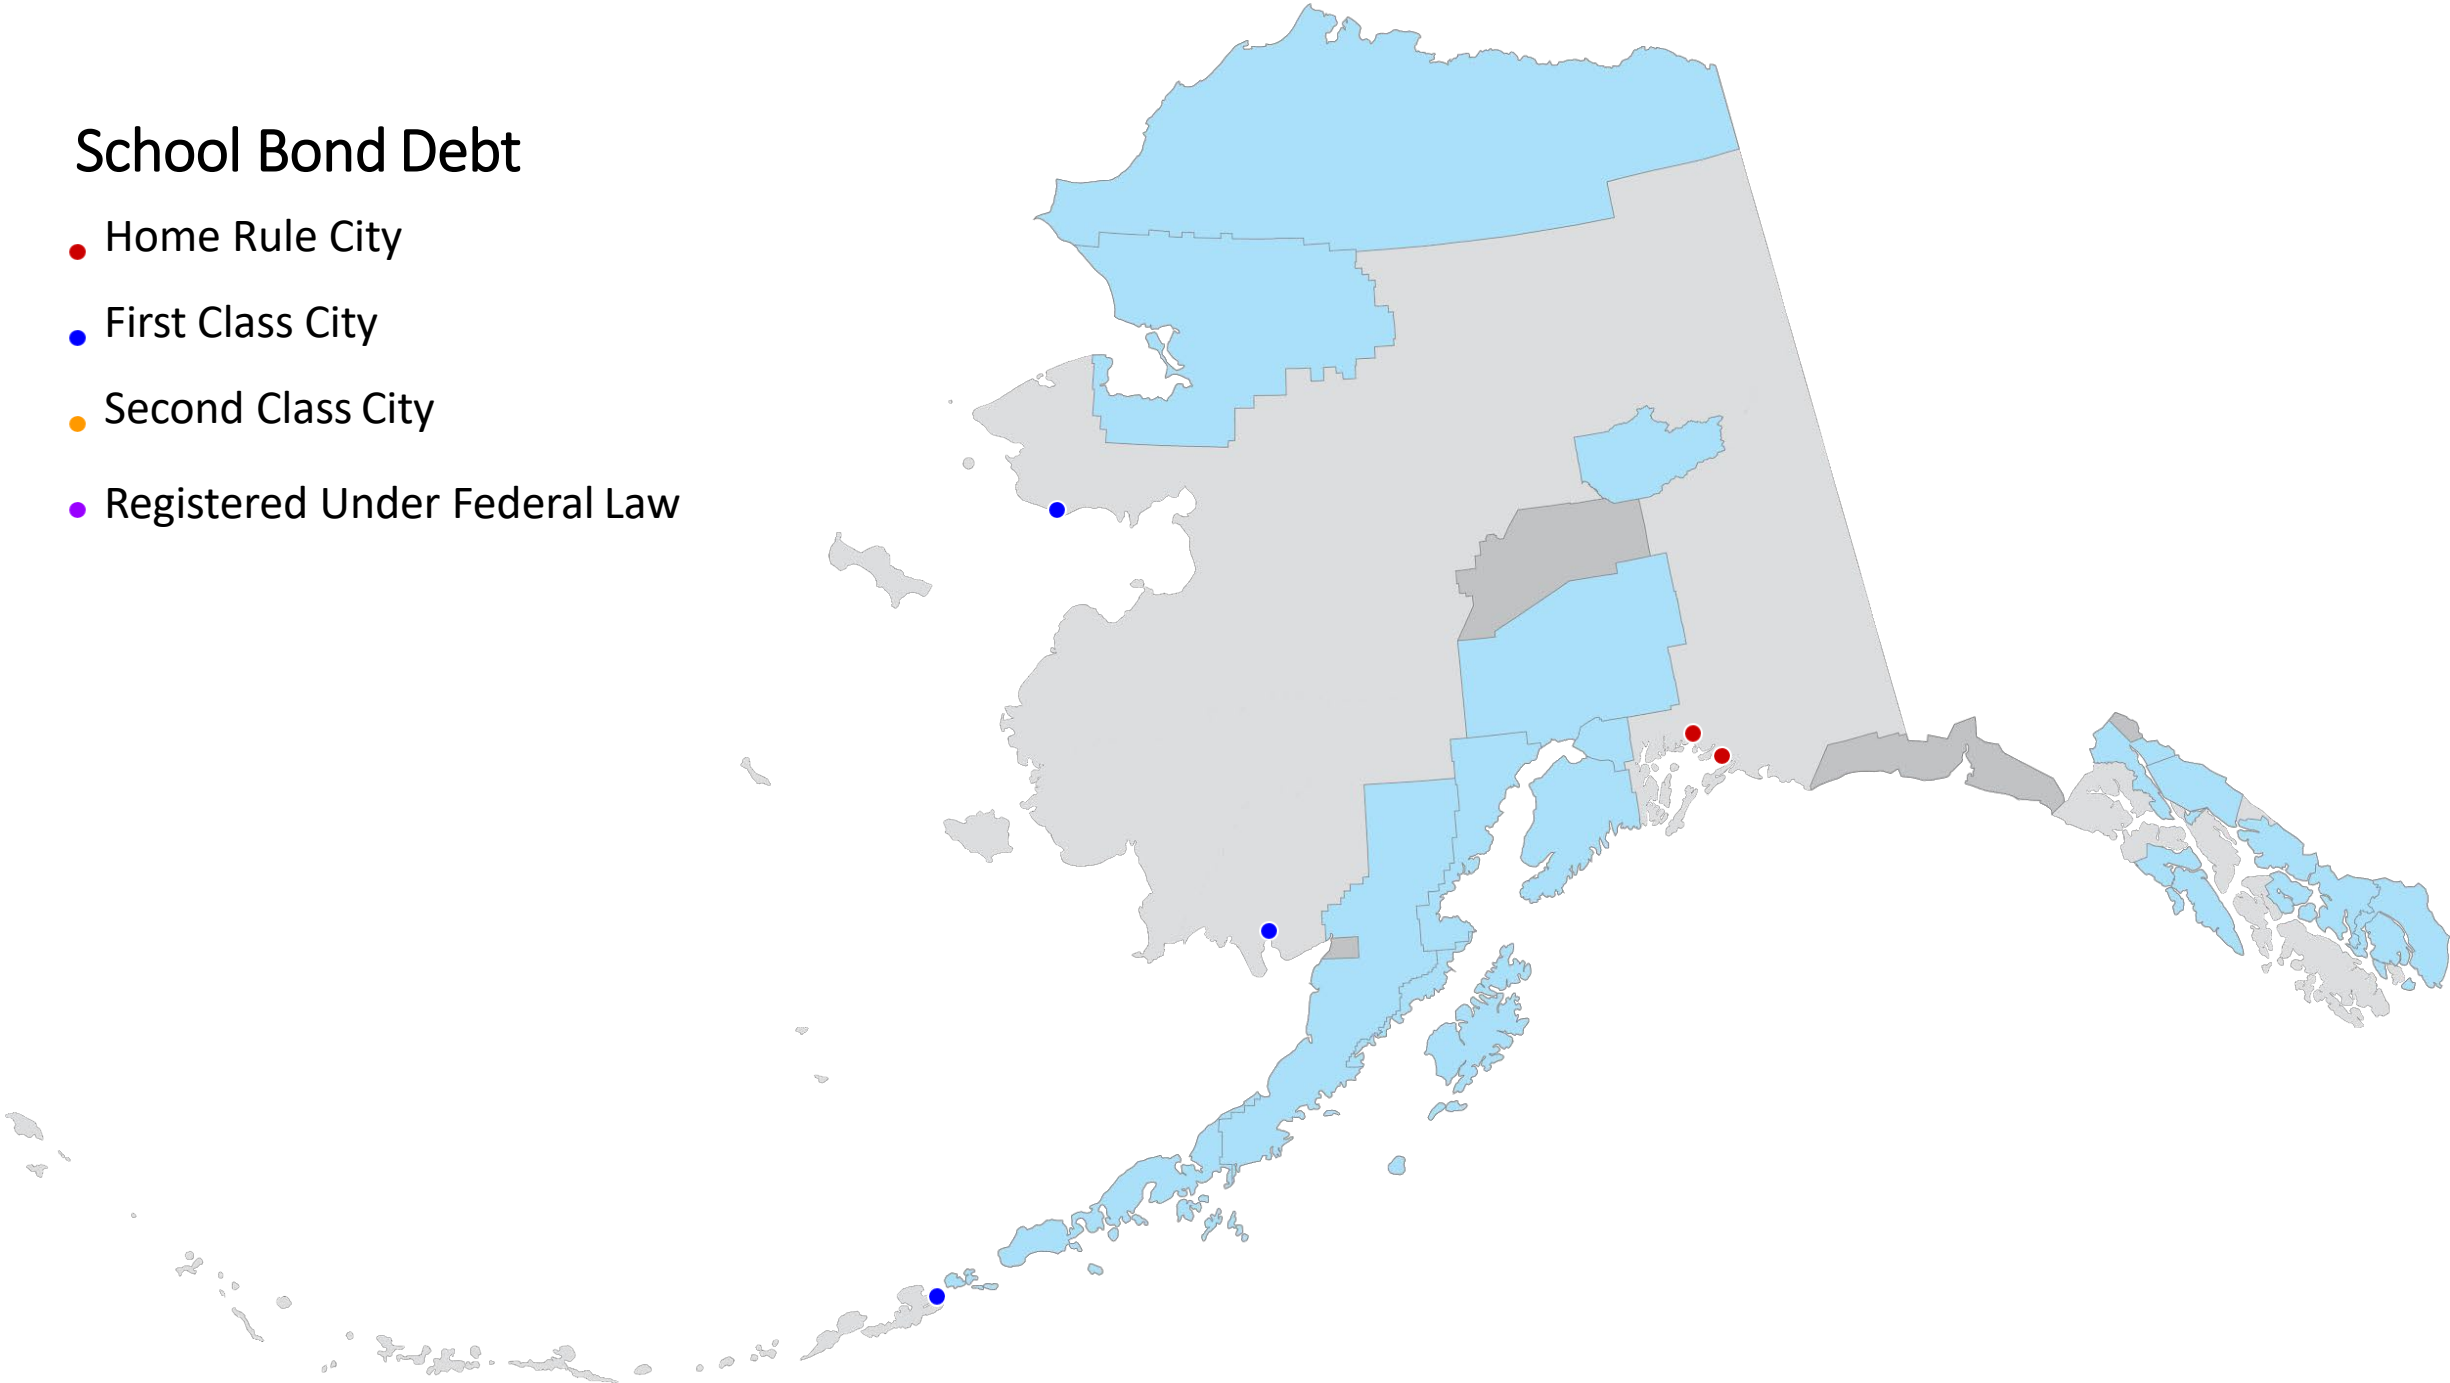 School Bond Debt
Home Rule City
First Class City
Second Class City
Registered Under Federal Law